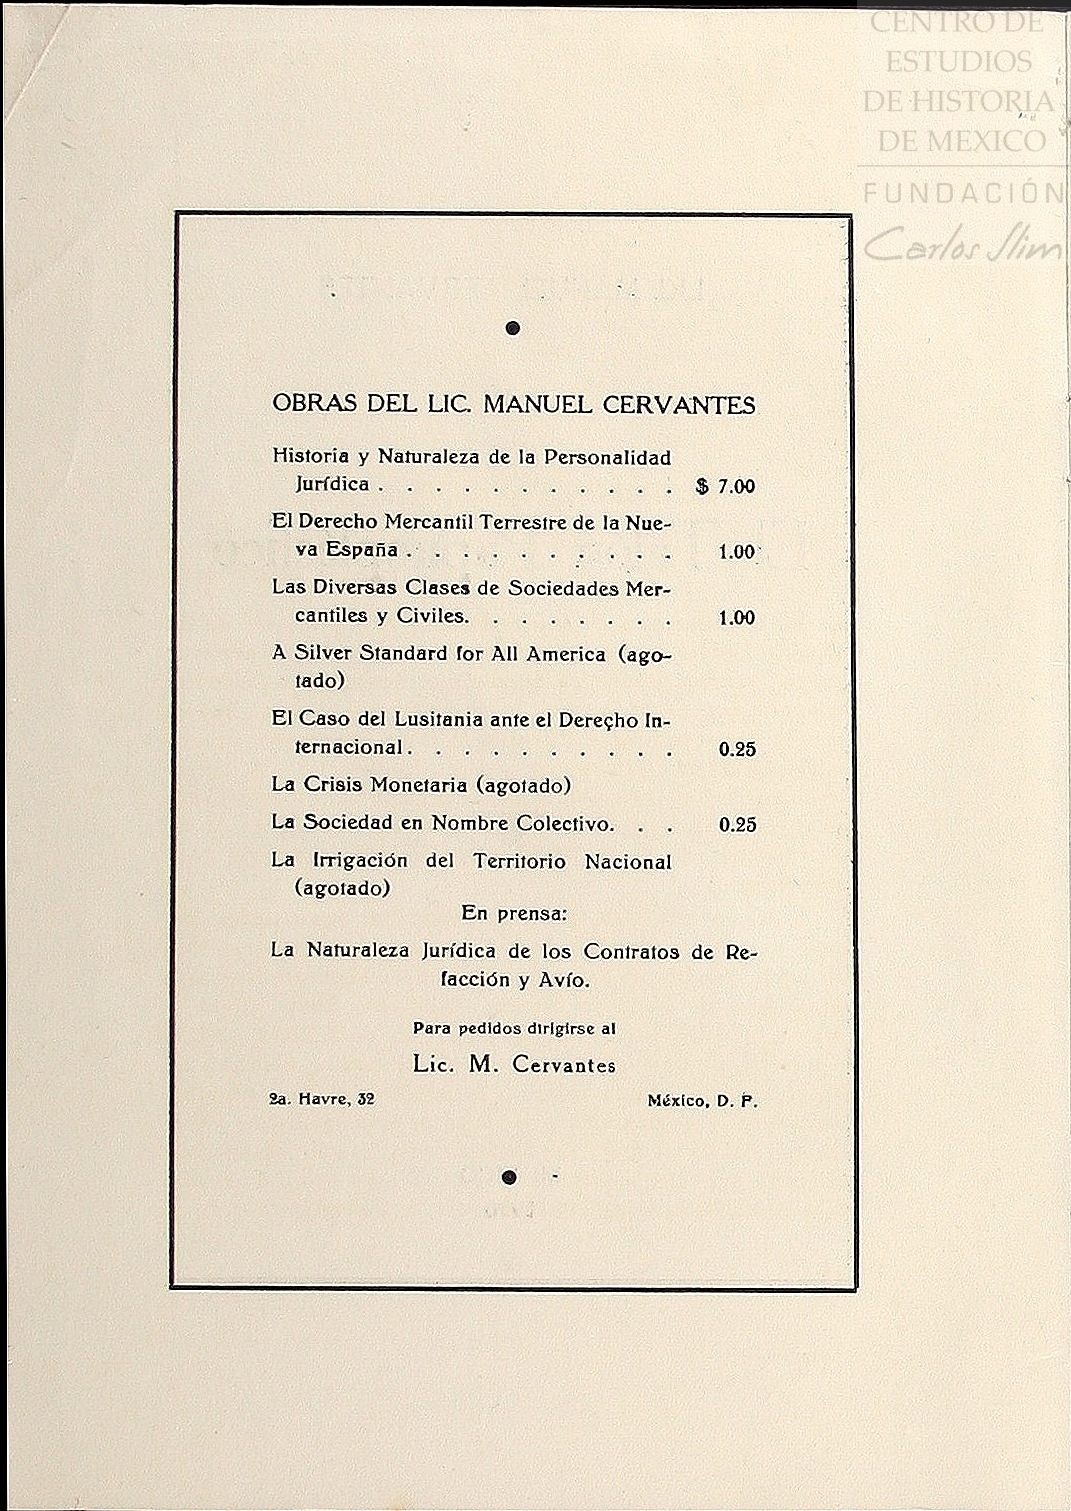 CENTRO DE
ESTUDIOS
DE HISTORIA
DE MEXICO
FUNDACIÓN
Carlos Slim
OBRAS DEL LIC. MANUEL CERVANTES
Historia y Naturaleza de la Personalidad
Jurídica . . . . . . . . . . . $ 7.00
El Derecho Mercantil Terrestre de la Nue-
va España . . . . . . . . . . 1.00
Las Diversas Clases de Sociedades Mer-
cantiles y Civiles. . . . . . . . 1.00
A Silver Standard for All America (ago-
tado)
El Caso del Lusitania ante el Derecho In-
ternacional . . . . . . . . . . 0.25
La Crisis Monetaria (agotado)
La Sociedad en Nombre Colectivo. . . 0.25
La Irrigación del Territorio Nacional
(agotado)
En prensa:
La Naturaleza Jurídica de los Contratos de Re-
facción y Avío.
Para pedidos dirigirse al
Lic. M. Cervantes
2a. Havre, 32 México, D. F.